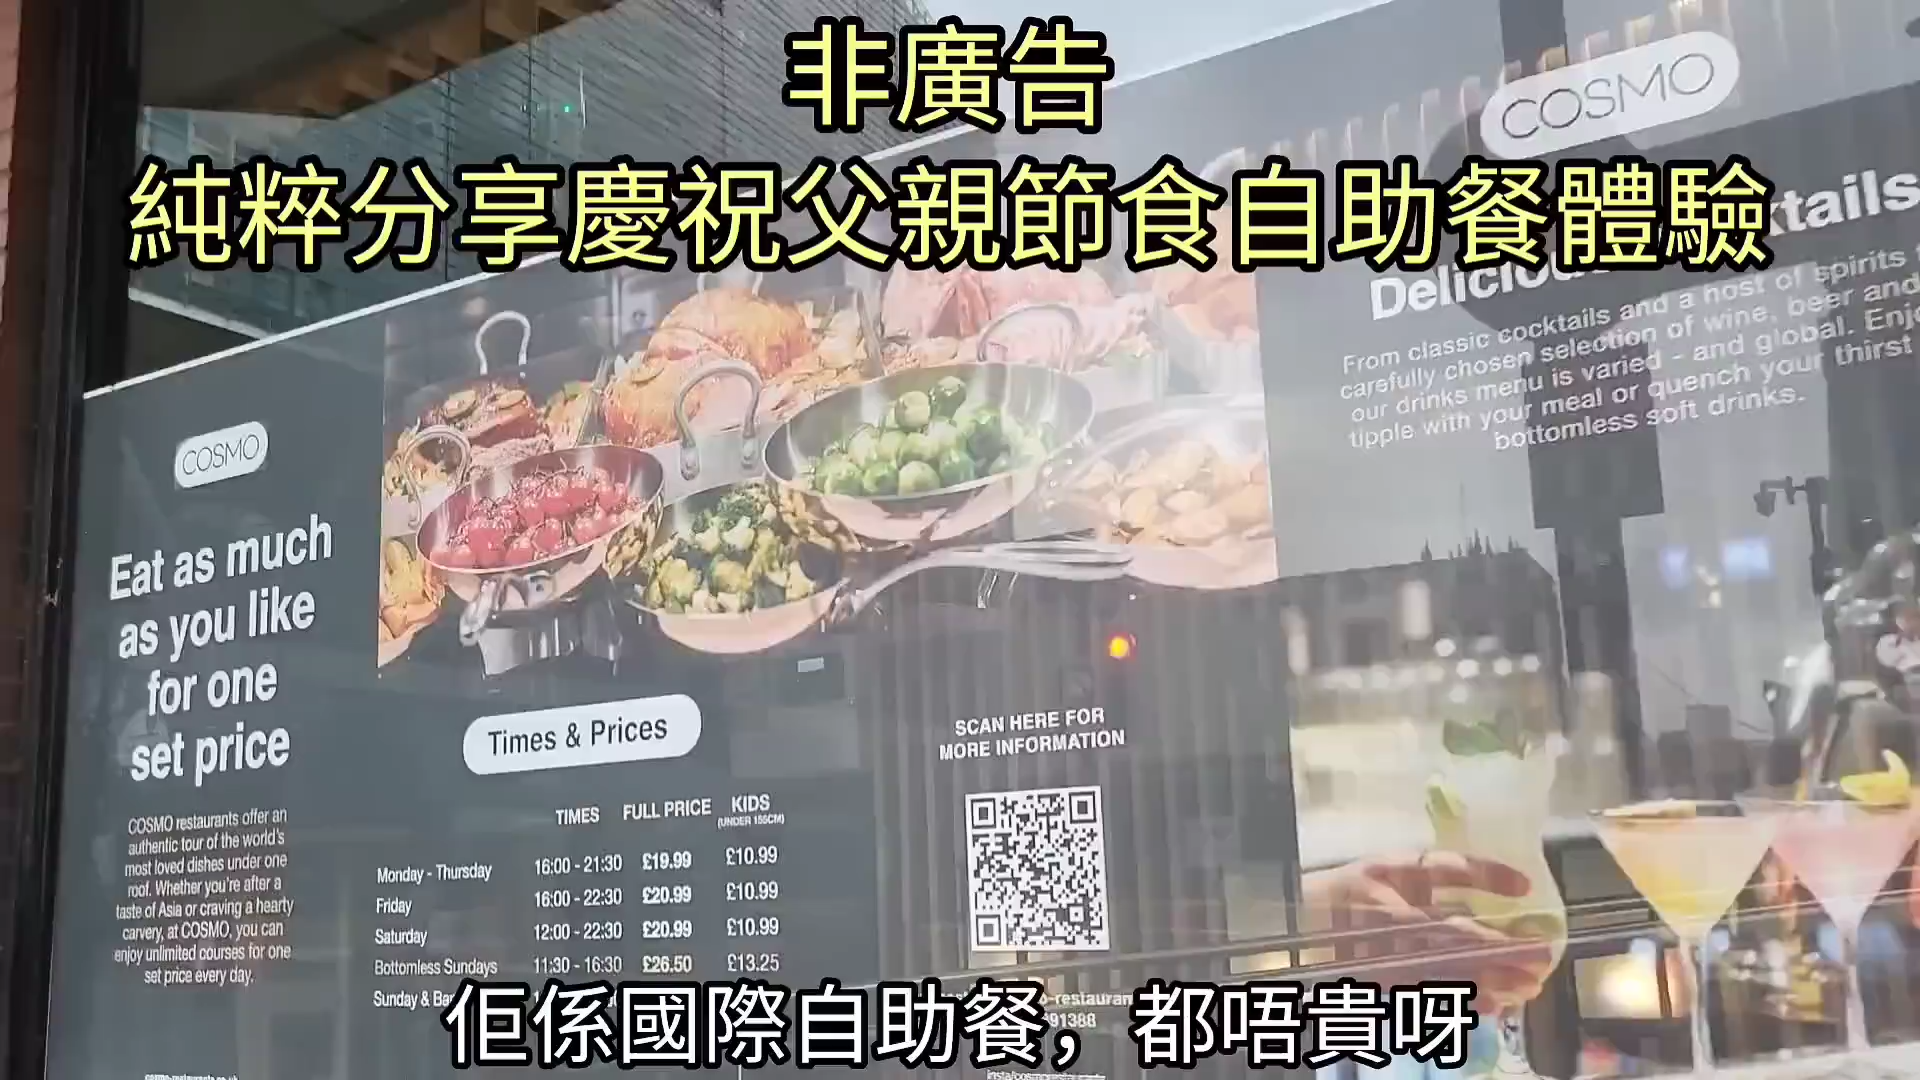 非廣告
純粹分享慶祝父親節食自助餐體驗
COSMO
Eat as much
as you like
for one
set price
COSMO restaurants offer an
authentic tour of the world's
most loved dishes under one
roof. Whether you're after a
taste of Asia or craving a hearty
carvery, at COSMO, you can
enjoy unlimited courses for one
set price every day.
Times & Prices
TIMES FULL PRICE KIDS
(UNDER 155CM)
Monday - Thursday 16:00 - 21:30 £19.99 £10.99
Friday 16:00 - 22:30 £20.99 £10.99
Saturday 12:00 - 22:30 £20.99 £10.99
Bottomless Sundays 11:30 - 16:30 £26.50 £13.25
Sunday & Ba
SCAN HERE FOR
MORE INFORMATION
o-restauran
91388
COSMO
tails
Delicio
From classic cocktails and a host of spirits
carefully chosen selection of wine, beer and
our drinks menu is varied - and global. Enjo
tipple with your meal or quench your thirst
bottomless soft drinks.
佢係國際自助餐，都唔貴呀